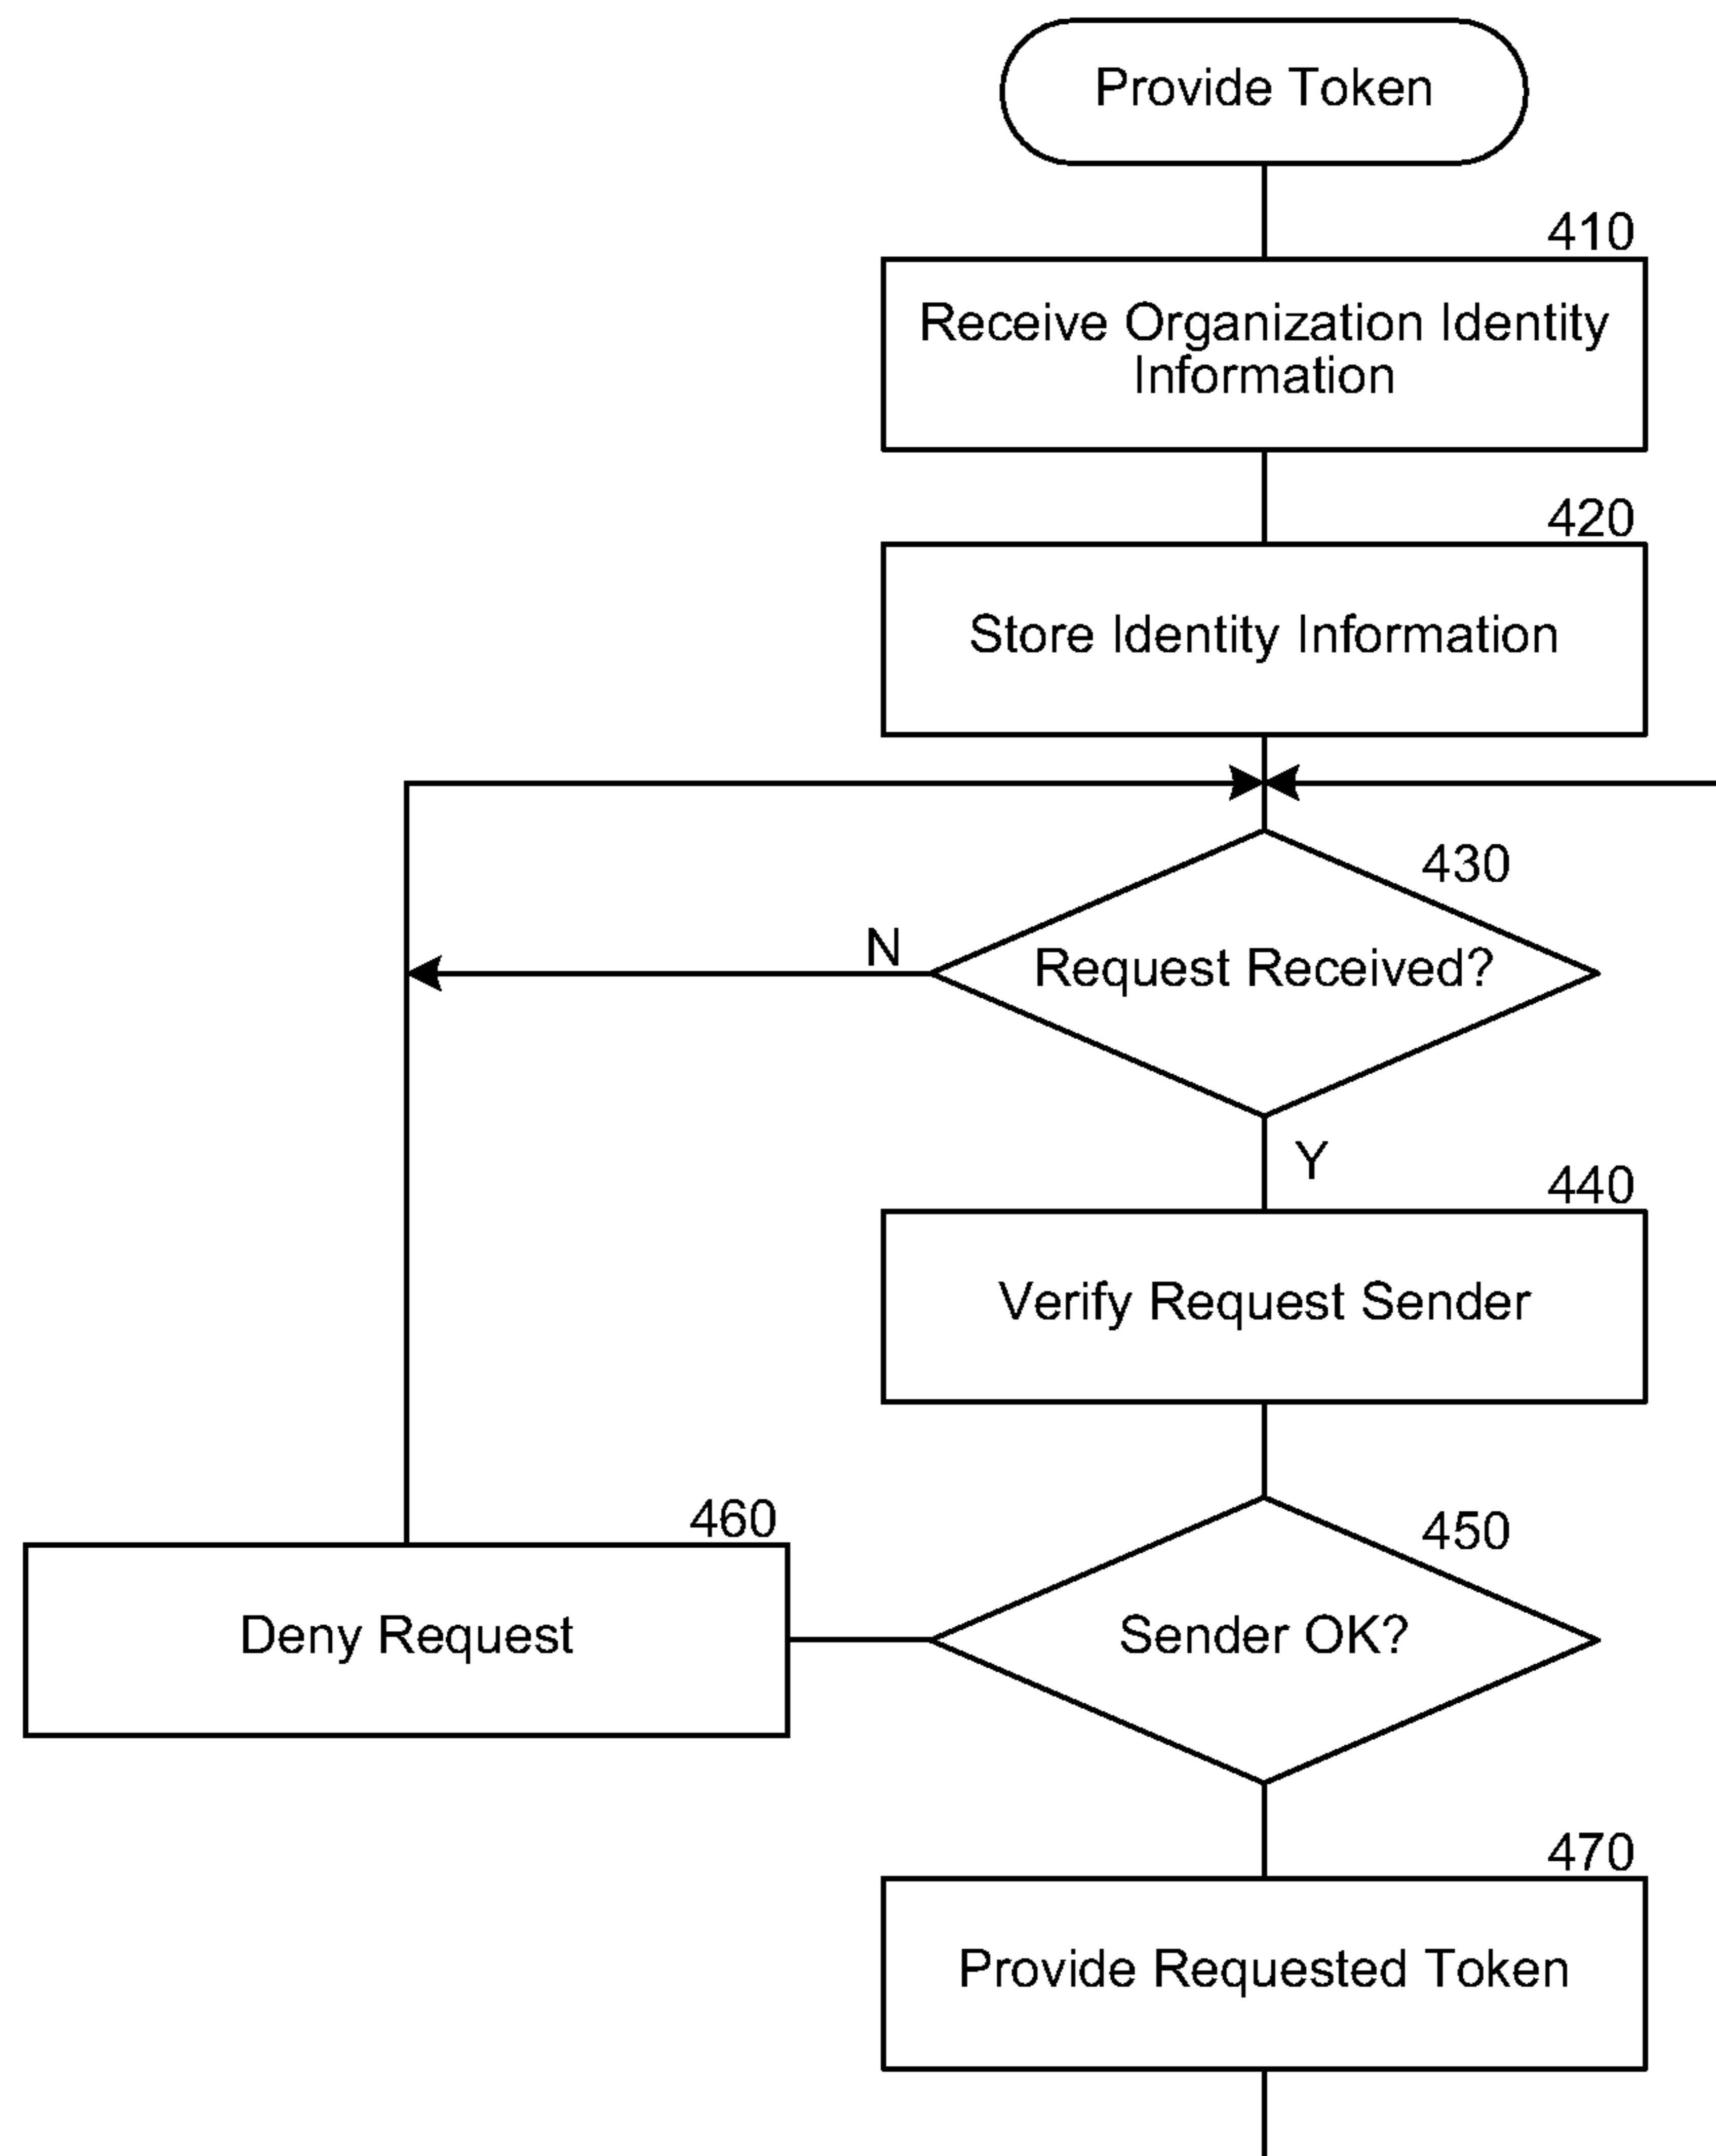 Provide Token
410
Receive Organization Identity
Information
420
Store Identity Information
430
N
Request Received?
Y
440
Verify Request Sender
460
450
Deny Request
Sender OK?
470
Provide Requested Token